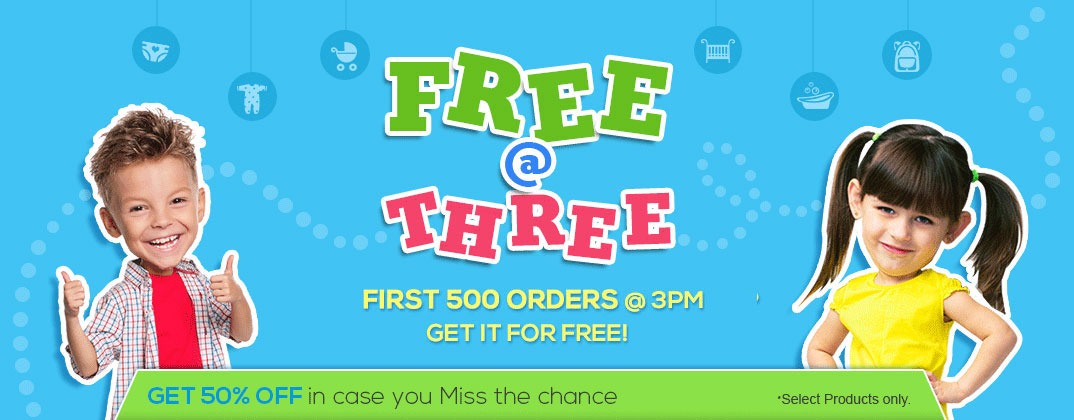 FREE
@
THREE
FIRST 500 ORDERS @ 3PM
GET IT FOR FREE!
GET 50% OFF in case you Miss the chance
*Select Products only.